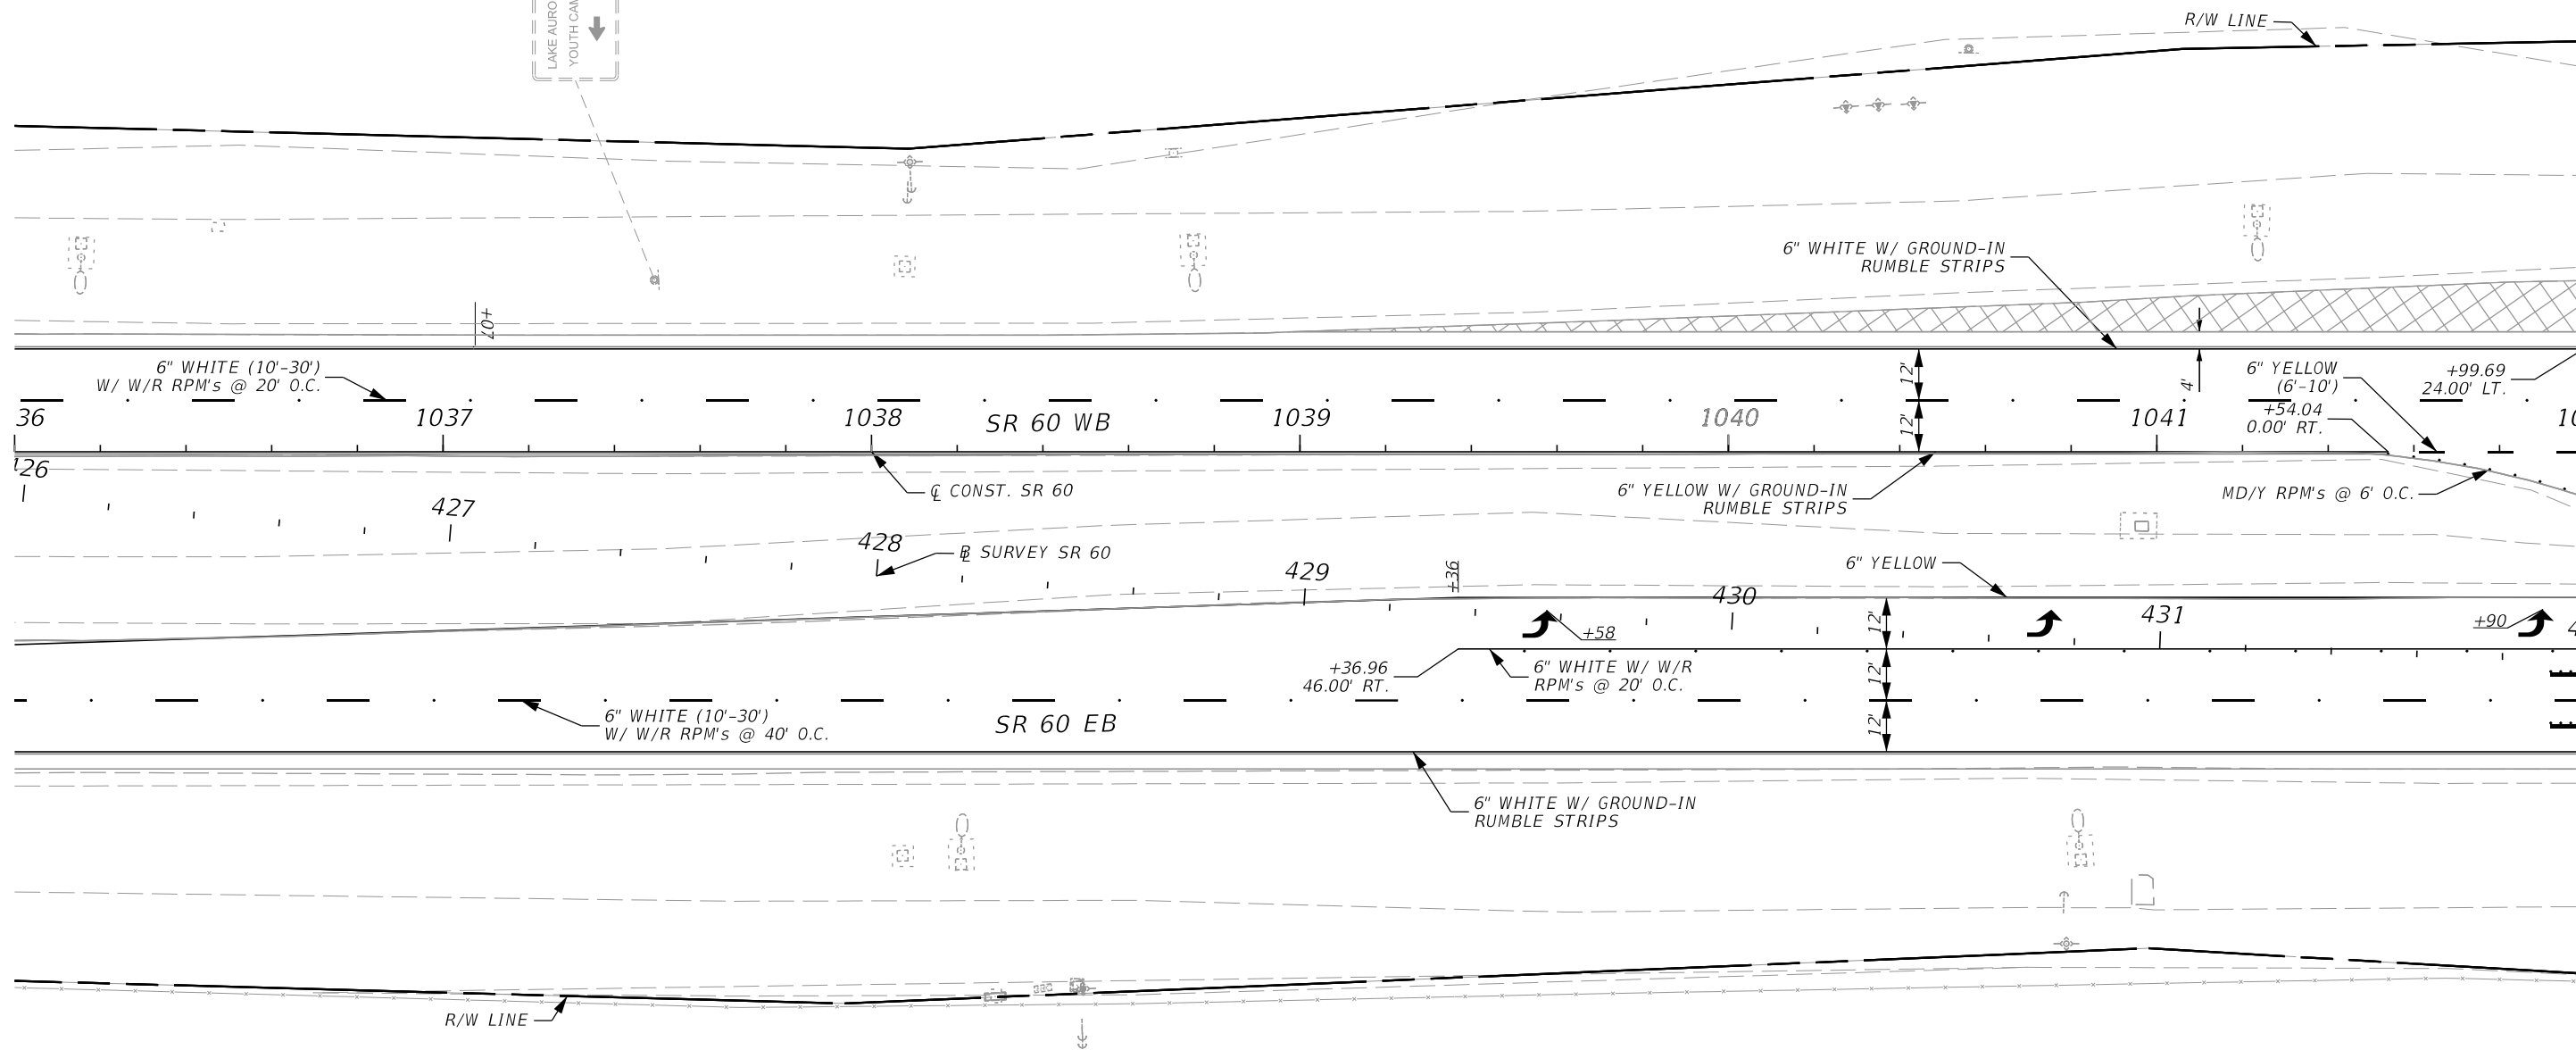 LAKE AURO
YOUTH CAM
R/W LINE
6" WHITE W/ GROUND-IN
RUMBLE STRIPS
+07
6" WHITE (10'-30')
W/ W/R RPM's @ 20' O.C.
12'
4'
6" YELLOW
(6'-10')
+99.69
24.00' LT.
+54.04
0.00' RT.
36
1037
1038
SR 60 WB
1039
1040
12'
1041
10
126
℄ CONST. SR 60
6" YELLOW W/ GROUND-IN
RUMBLE STRIPS
MD/Y RPM's @ 6' O.C.
427
428
B̲L SURVEY SR 60
429
+36
6" YELLOW
430
431
+58
12'
+90
4
+36.96
46.00' RT.
6" WHITE W/ W/R
RPM's @ 20' O.C.
12'
6" WHITE (10'-30')
W/ W/R RPM's @ 40' O.C.
SR 60 EB
12'
6" WHITE W/ GROUND-IN
RUMBLE STRIPS
R/W LINE